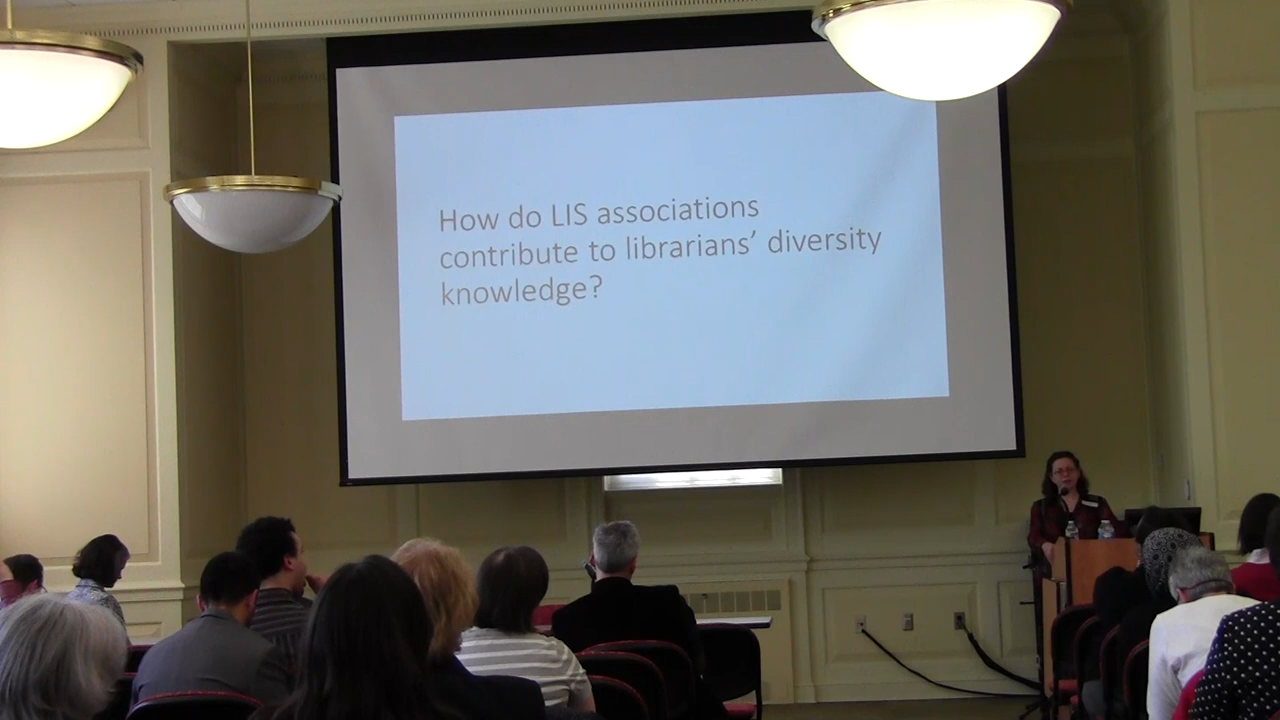 How do LIS associations
contribute to librarians’ diversity
knowledge?